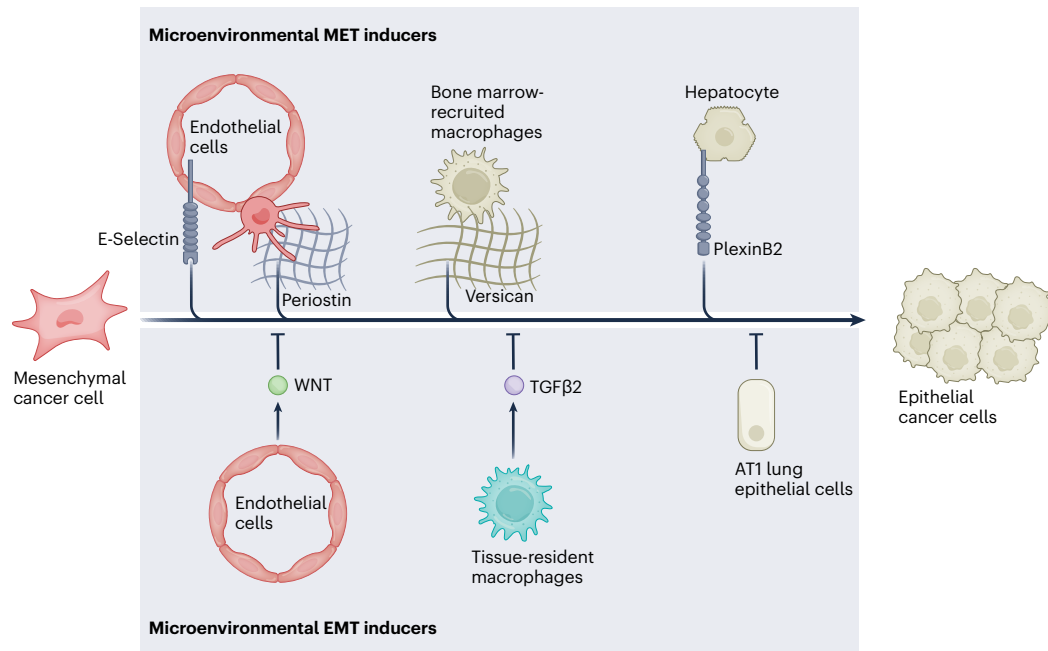 Microenvironmental MET inducers
Endothelial
cells
E-Selectin
Periostin
Bone marrow-
recruited
macrophages
Versican
Hepatocyte
PlexinB2
Mesenchymal
cancer cell
Epithelial
cancer cells
WNT
Endothelial
cells
TGFβ2
Tissue-resident
macrophages
AT1 lung
epithelial cells
Microenvironmental EMT inducers